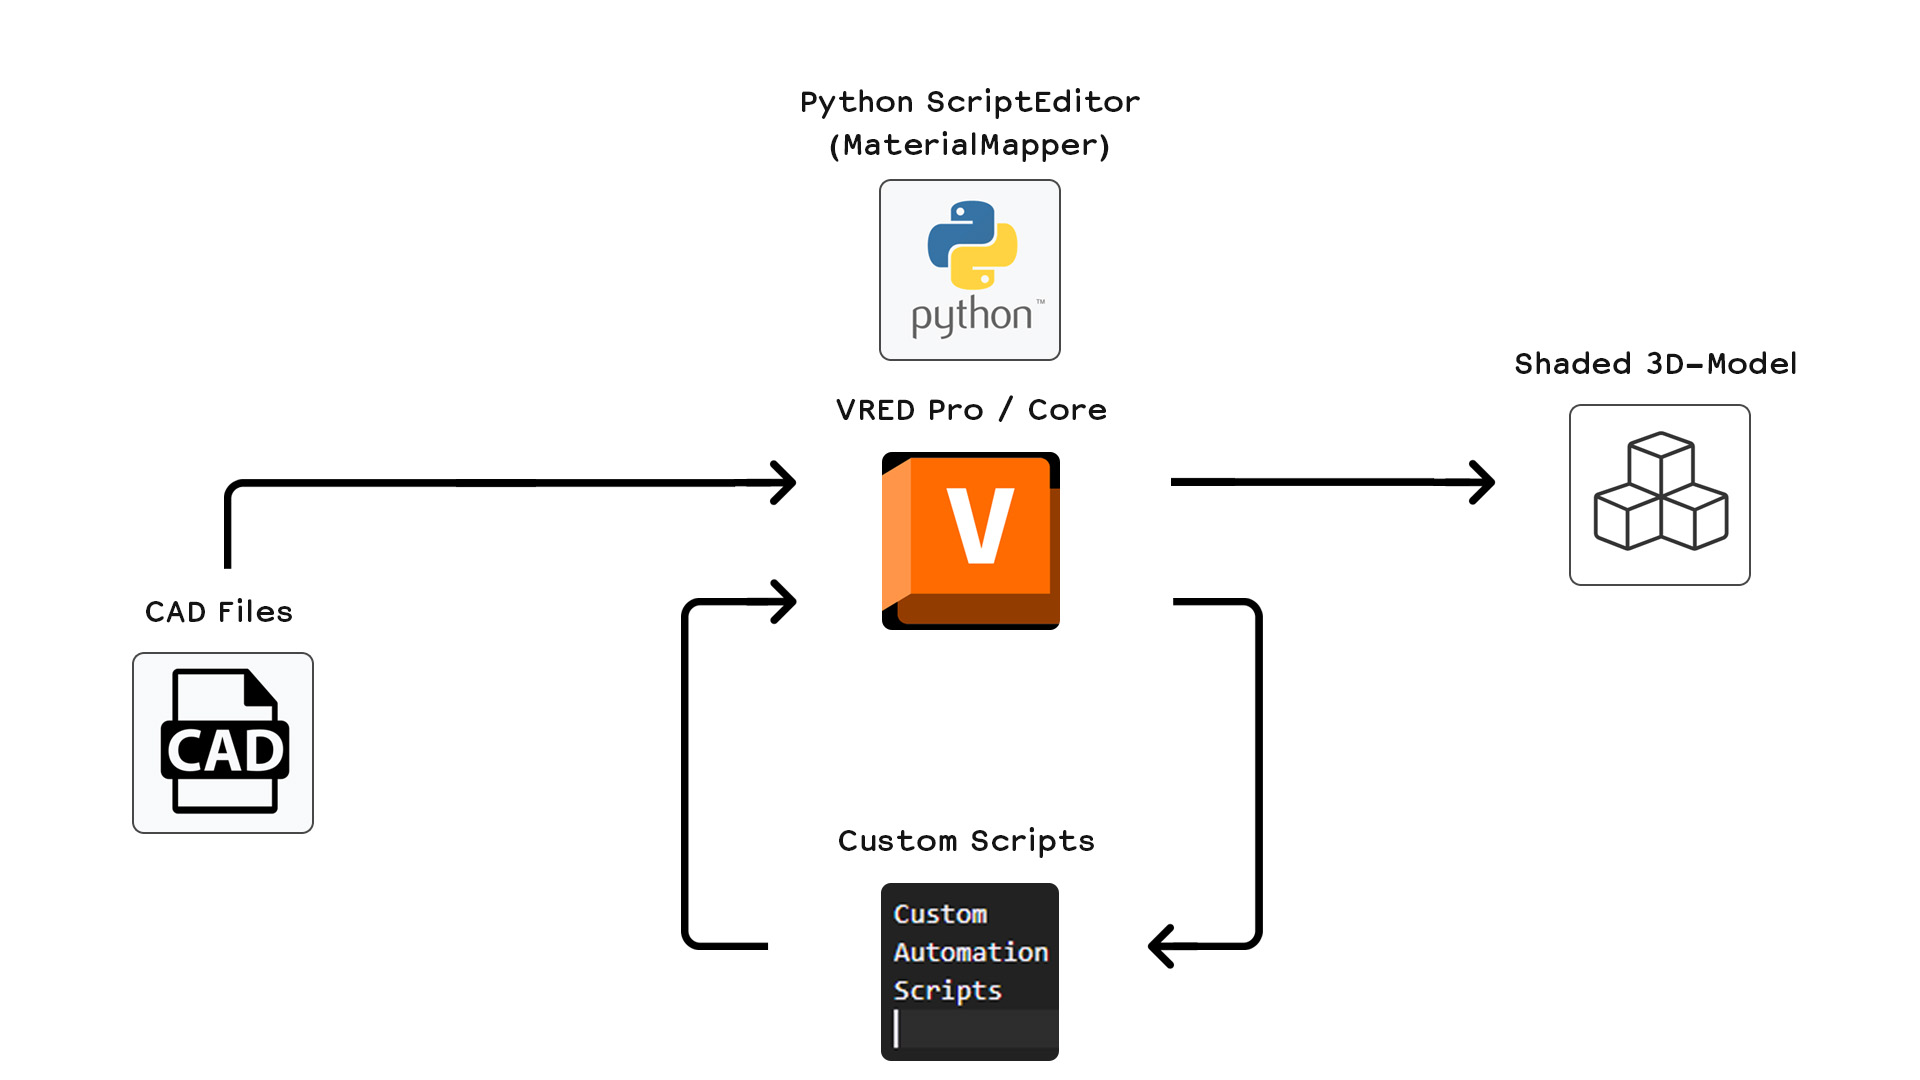 Python ScriptEditor
(MaterialMapper)
python™
VRED Pro / Core
V
Shaded 3D-Model
CAD Files
CAD
Custom Scripts
Custom
Automation
Scripts